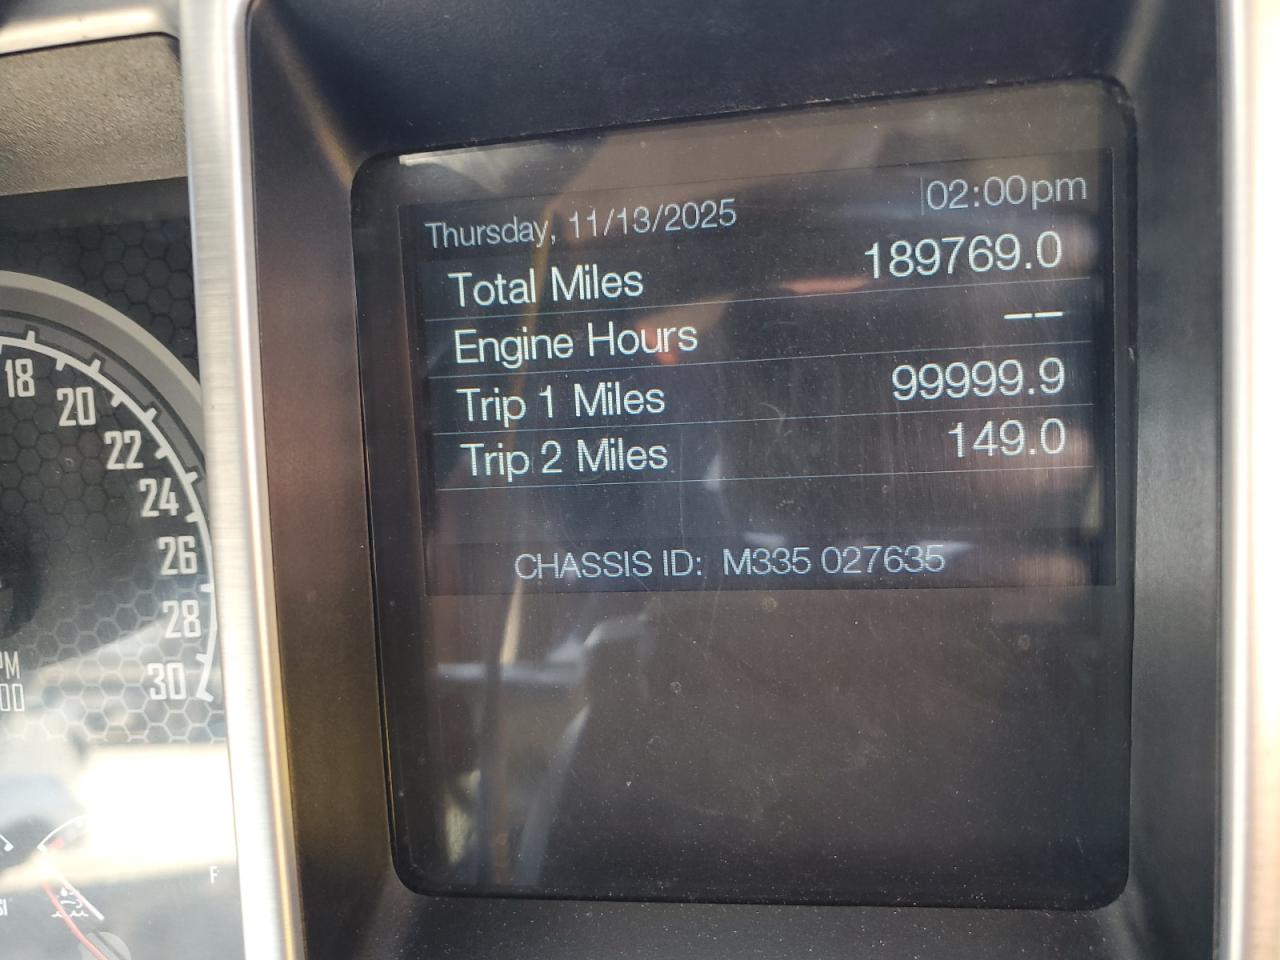 Thursday, 11/13/2025 02:00pm
Total Miles 189769.0
Engine Hours --
Trip 1 Miles 99999.9
Trip 2 Miles 149.0
CHASSIS ID: M335 027635
18
20
22
24
26
28
30
F